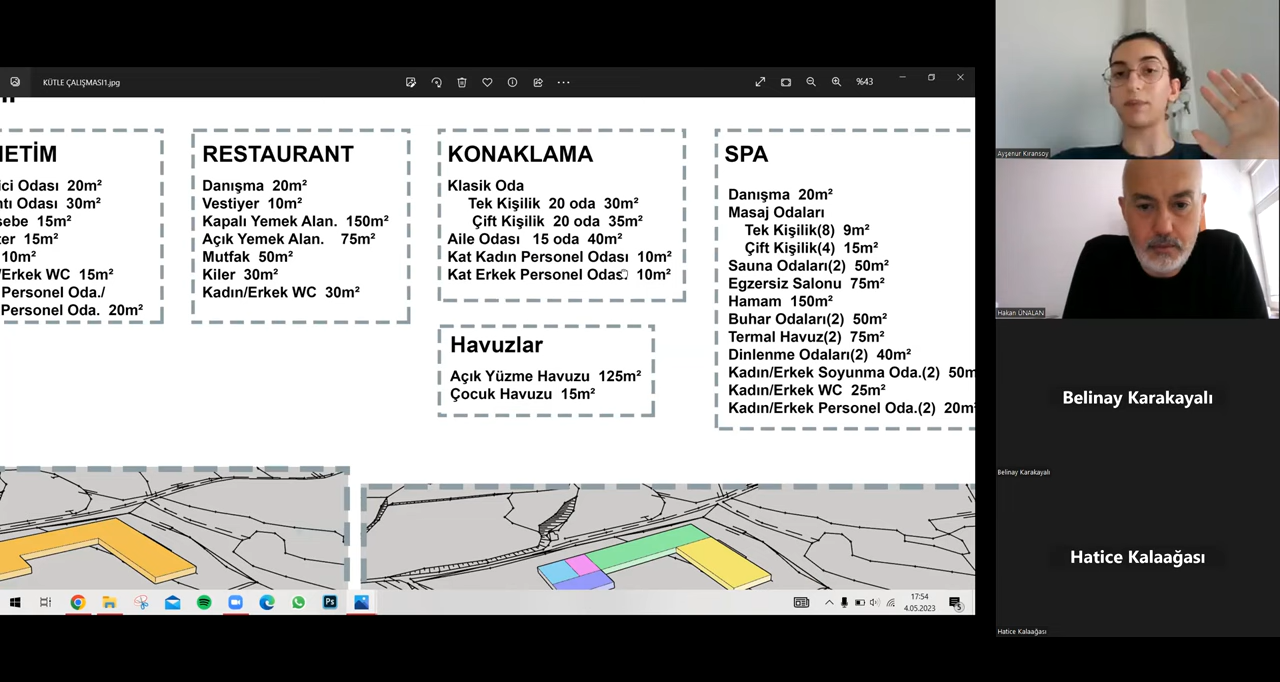 KÜTLE ÇALIŞMASI1.jpg
%43
NETİM
ici Odası 20m²
ntı Odası 30m²
sebe 15m²
ter 15m²
10m²
/Erkek WC 15m²
Personel Oda./
Personel Oda. 20m²
RESTAURANT
Danışma 20m²
Vestiyer 10m²
Kapalı Yemek Alan. 150m²
Açık Yemek Alan. 75m²
Mutfak 50m²
Kiler 30m²
Kadın/Erkek WC 30m²
KONAKLAMA
Klasik Oda
Tek Kişilik 20 oda 30m²
Çift Kişilik 20 oda 35m²
Aile Odası 15 oda 40m²
Kat Kadın Personel Odası 10m²
Kat Erkek Personel Odası 10m²
Havuzlar
Açık Yüzme Havuzu 125m²
Çocuk Havuzu 15m²
SPA
Danışma 20m²
Masaj Odaları
Tek Kişilik(8) 9m²
Çift Kişilik(4) 15m²
Sauna Odaları(2) 50m²
Egzersiz Salonu 75m²
Hamam 150m²
Buhar Odaları(2) 50m²
Termal Havuz(2) 75m²
Dinlenme Odaları(2) 40m²
Kadın/Erkek Soyunma Oda.(2) 50m
Kadın/Erkek WC 25m²
Kadın/Erkek Personel Oda.(2) 20m²
Ps
17:54
4.05.2023
5
Ayşenur Kıransoy
Hakan ÜNALAN
Belinay Karakayalı
Belinay Karakayalı
Hatice Kalaağası
Hatice Kalaağası